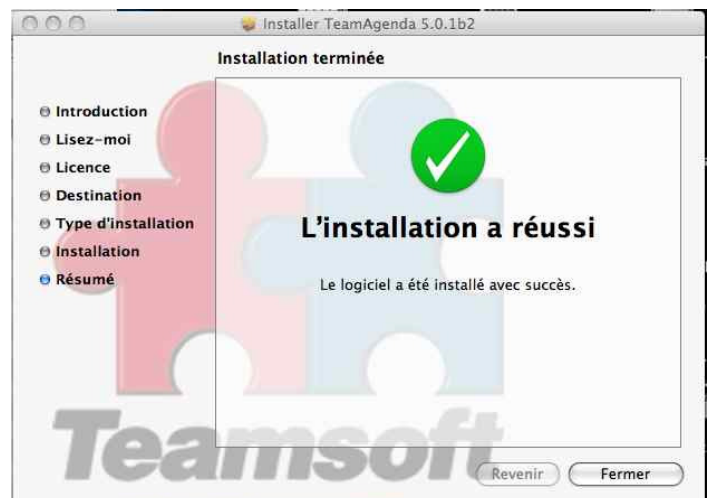 Installer TeamAgenda 5.0.1b2
Installation terminée
Introduction
Lisez-moi
Licence
Destination
Type d'installation
Installation
Résumé
L'installation a réussi
Le logiciel a été installé avec succès.
Teamsoft
Revenir
Fermer